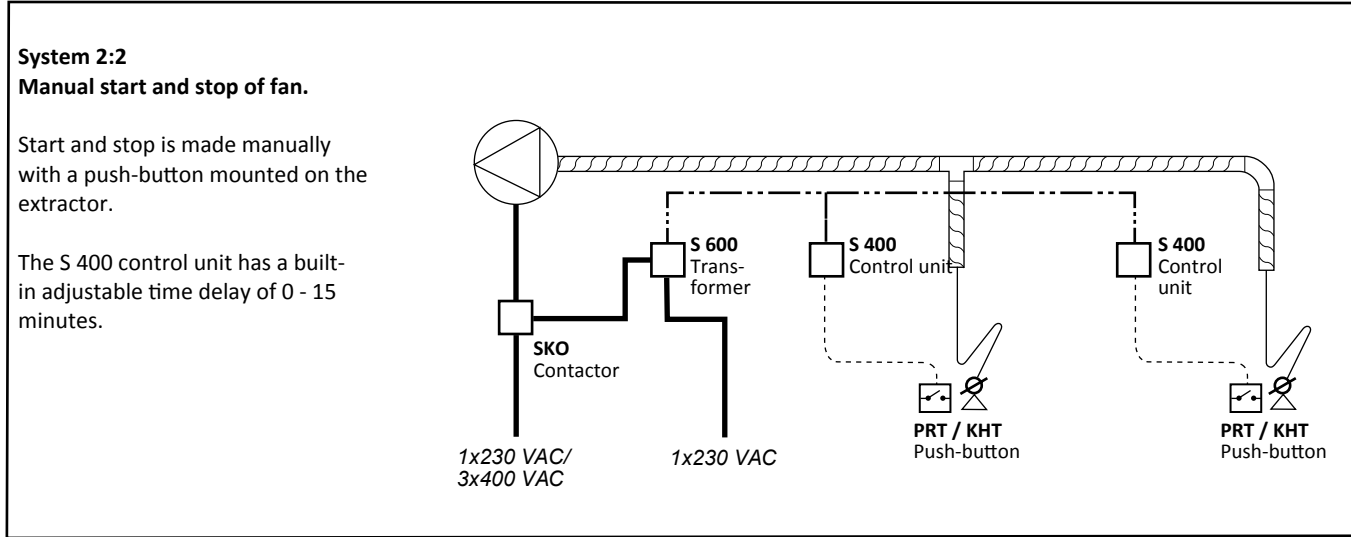 System 2:2
Manual start and stop of fan.
Start and stop is made manually
with a push-button mounted on the
extractor.
The S 400 control unit has a built-
in adjustable time delay of 0 - 15
minutes.
S 600
Trans-
former
S 400
Control unit
S 400
Control
unit
SKO
Contactor
PRT / KHT
Push-button
PRT / KHT
Push-button
1x230 VAC/
3x400 VAC
1x230 VAC